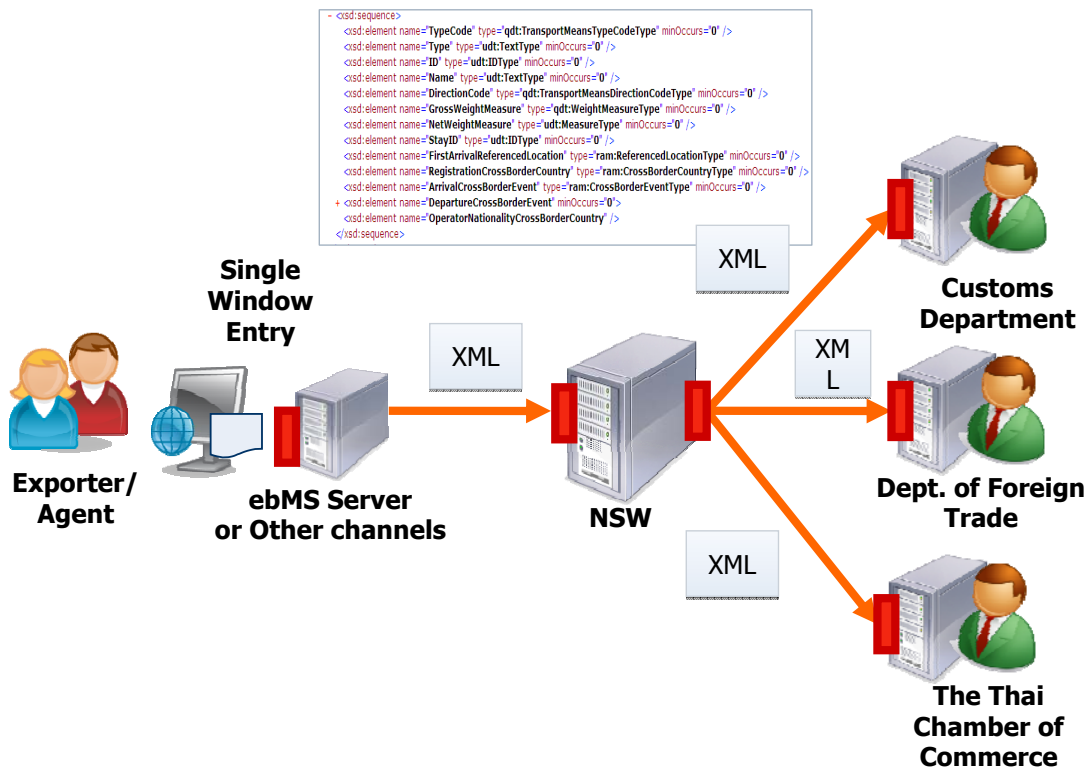 - <xsd:sequence>
<xsd:element name="TypeCode" type="qdt:TransportMeansTypeCodeType" minOccurs="0" />
<xsd:element name="Type" type="udt:TextType" minOccurs="0" />
<xsd:element name="ID" type="udt:IDType" minOccurs="0" />
<xsd:element name="Name" type="udt:TextType" minOccurs="0" />
<xsd:element name="DirectionCode" type="qdt:TransportMeansDirectionCodeType" minOccurs="0" />
<xsd:element name="GrossWeightMeasure" type="qdt:WeightMeasureType" minOccurs="0" />
<xsd:element name="NetWeightMeasure" type="udt:MeasureType" minOccurs="0" />
<xsd:element name="StayID" type="udt:IDType" minOccurs="0" />
<xsd:element name="FirstArrivalReferencedLocation" type="ram:ReferencedLocationType" minOccurs="0" />
<xsd:element name="RegistrationCrossBorderCountry" type="ram:CrossBorderCountryType" minOccurs="0" />
<xsd:element name="ArrivalCrossBorderEvent" type="ram:CrossBorderEventType" minOccurs="0" />
+ <xsd:element name="DepartureCrossBorderEvent" minOccurs="0">
<xsd:element name="OperatorNationalityCrossBorderCountry" />
</xsd:sequence>
Single
Window
Entry
XML
XML
XM
L
XML
Exporter/
Agent
ebMS Server
or Other channels
NSW
Customs
Department
Dept. of Foreign
Trade
The Thai
Chamber of
Commerce